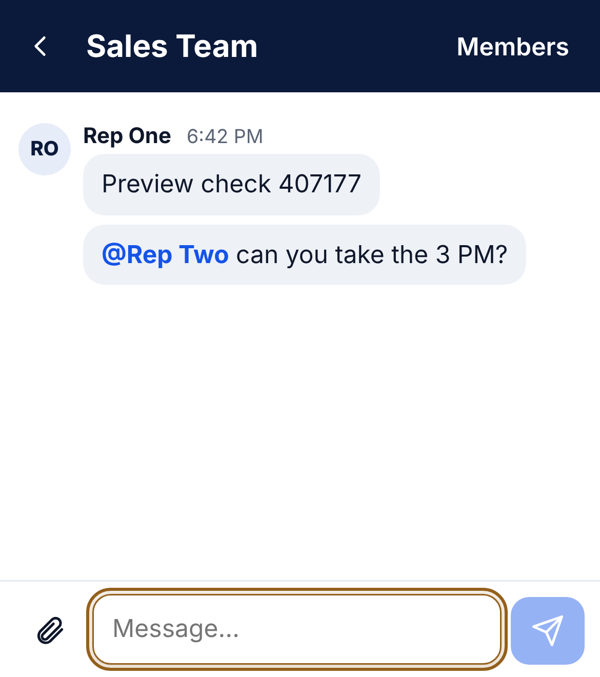 Sales Team
Members
RO
Rep One 6:42 PM
Preview check 407177
@Rep Two can you take the 3 PM?
Message...